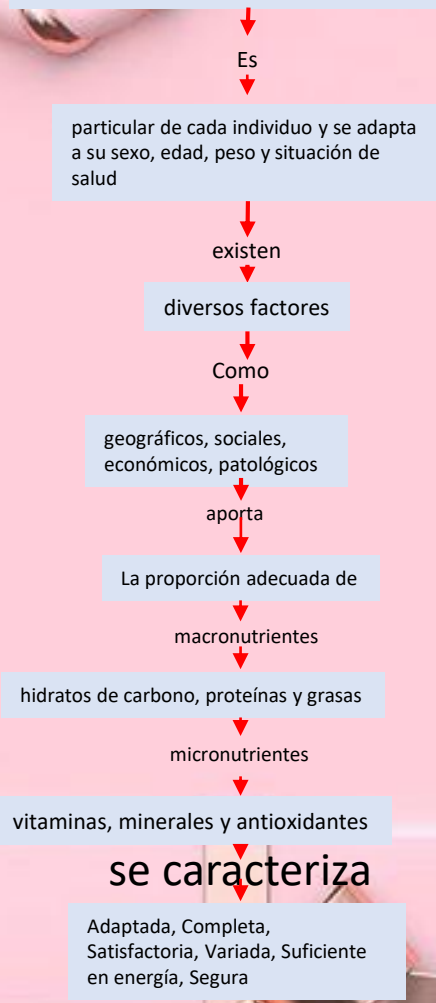 Es
particular de cada individuo y se adapta
a su sexo, edad, peso y situación de
salud
existen
diversos factores
Como
geográficos, sociales,
económicos, patológicos
aporta
La proporción adecuada de
macronutrientes
hidratos de carbono, proteínas y grasas
micronutrientes
vitaminas, minerales y antioxidantes
se caracteriza
Adaptada, Completa,
Satisfactoria, Variada, Suficiente
en energía, Segura